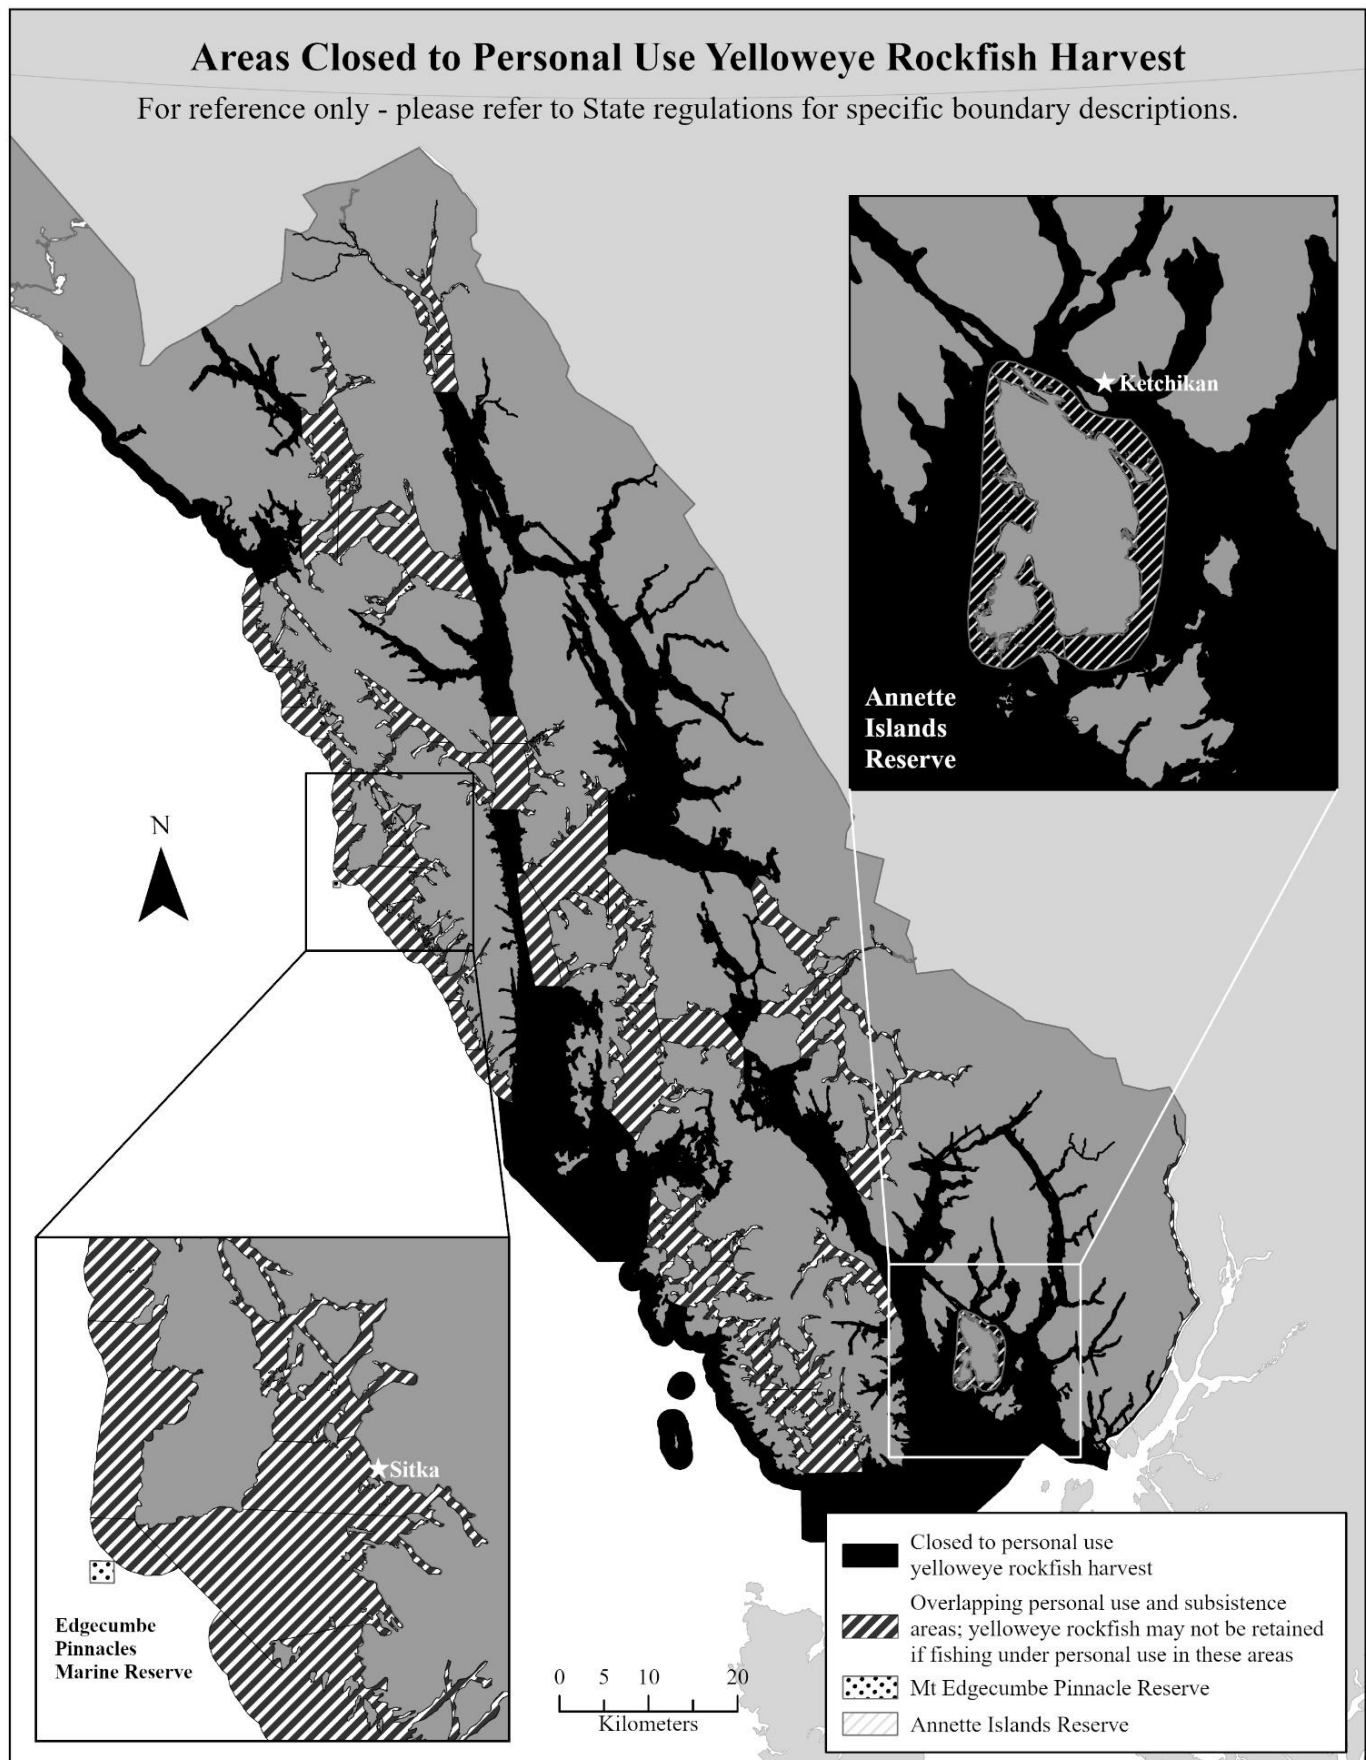 Areas Closed to Personal Use Yelloweye Rockfish Harvest
For reference only - please refer to State regulations for specific boundary descriptions.
Ketchikan
Annette
Islands
Reserve
N
Sitka
Edgecumbe
Pinnacles
Marine Reserve
0 5 10 20
Kilometers
Closed to personal use
yelloweye rockfish harvest
Overlapping personal use and subsistence
areas; yelloweye rockfish may not be retained
if fishing under personal use in these areas
Mt Edgecumbe Pinnacle Reserve
Annette Islands Reserve